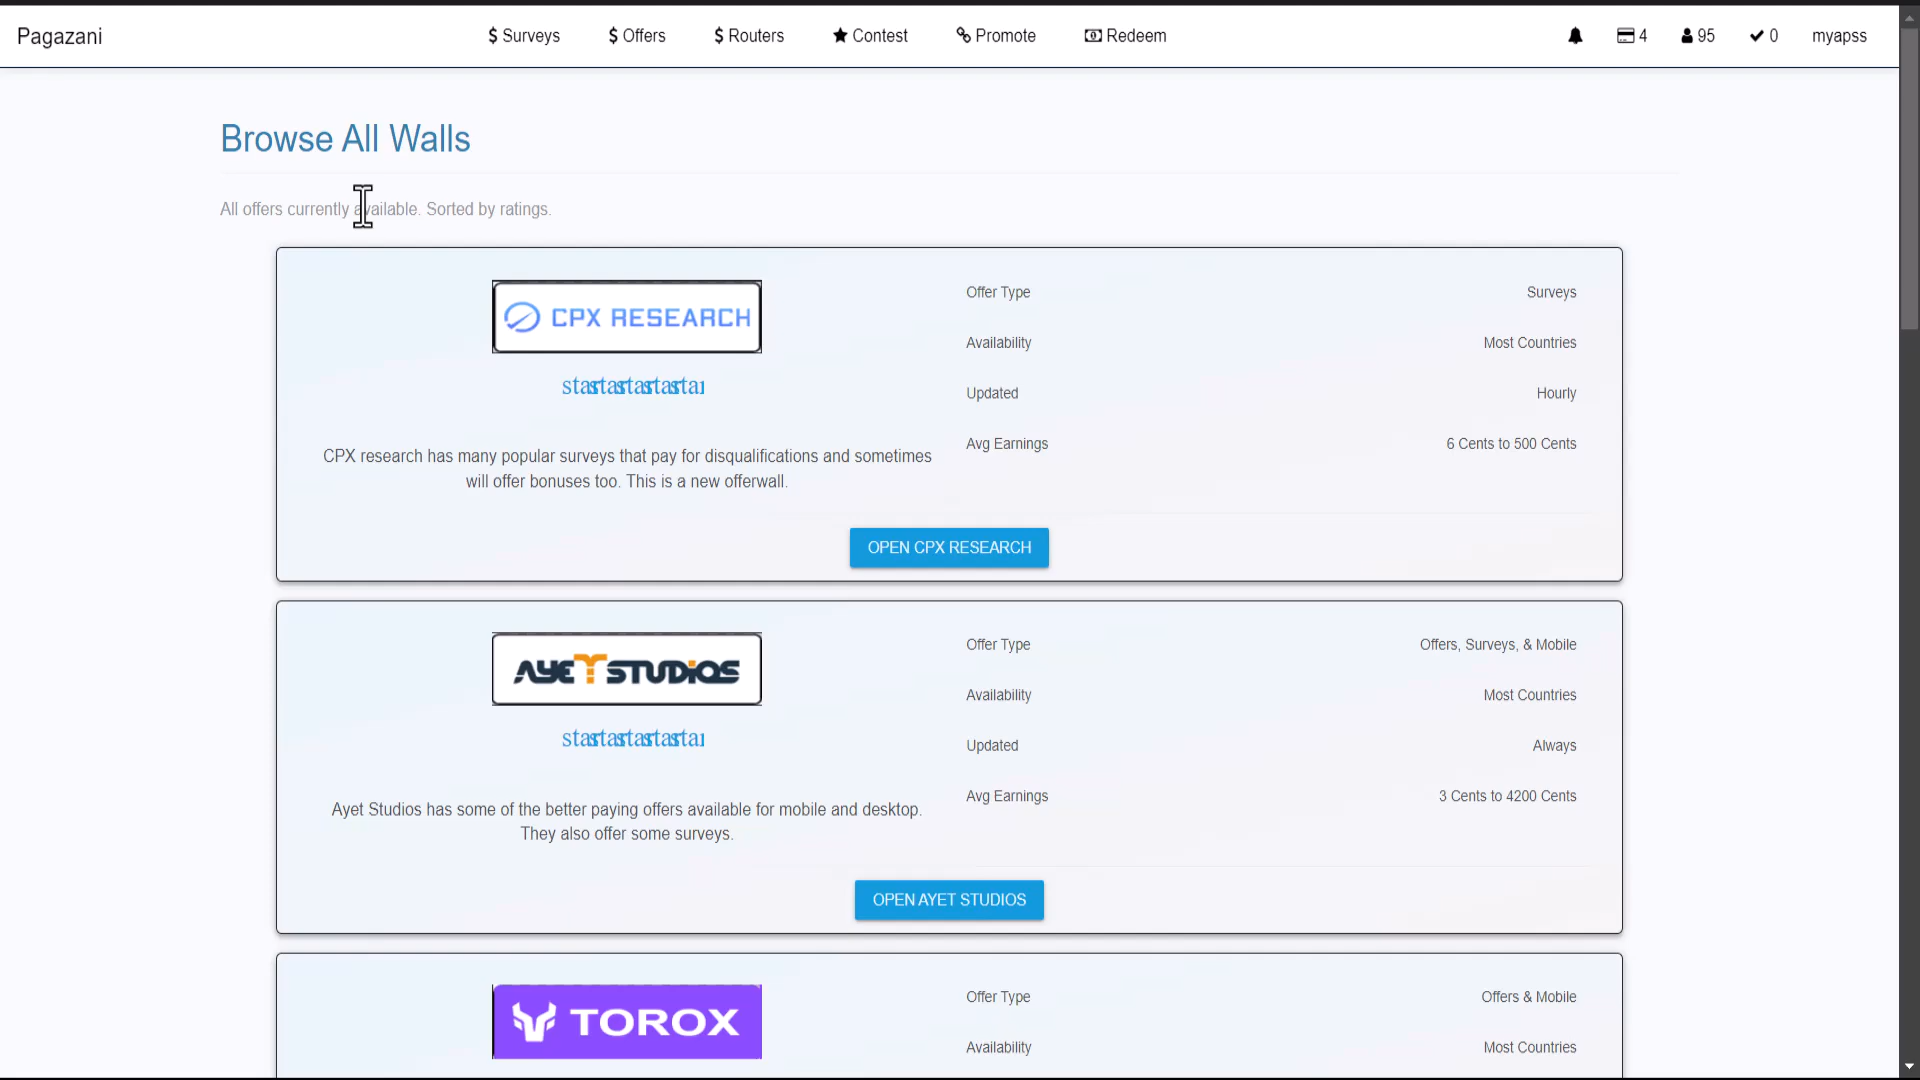 Pagazani
$ Surveys
$ Offers
$ Routers
Contest
Promote
Redeem
4
95
0
myapss
Browse All Walls
All offers currently available. Sorted by ratings.
CPX RESEARCH
Offer Type
Surveys
Availability
Most Countries
Updated
Hourly
Avg Earnings
6 Cents to 500 Cents
CPX research has many popular surveys that pay for disqualifications and sometimes
will offer bonuses too. This is a new offerwall.
OPEN CPX RESEARCH
AYET STUDIOS
Offer Type
Offers, Surveys, & Mobile
Availability
Most Countries
Updated
Always
Avg Earnings
3 Cents to 4200 Cents
Ayet Studios has some of the better paying offers available for mobile and desktop.
They also offer some surveys.
OPEN AYET STUDIOS
TOROX
Offer Type
Offers & Mobile
Availability
Most Countries